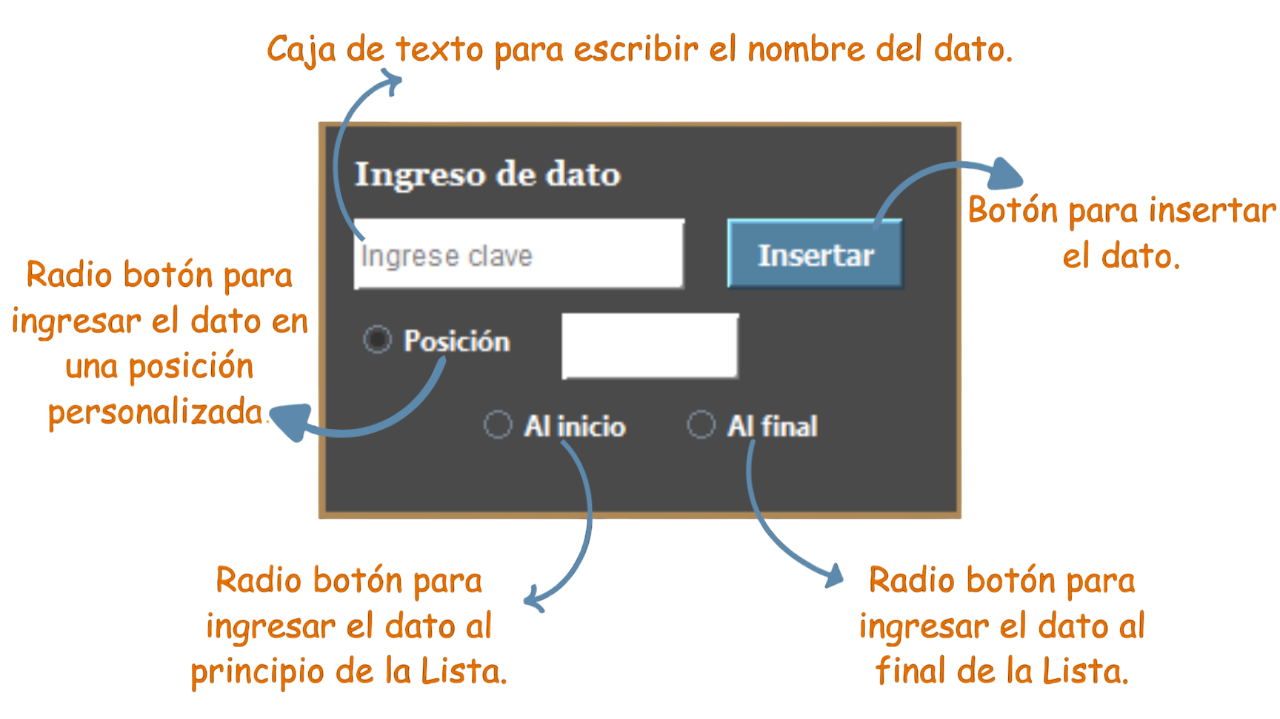 Caja de texto para escribir el nombre del dato.
Ingreso de dato
Ingrese clave
Insertar
Botón para insertar
el dato.
Radio botón para
ingresar el dato en
una posición
personalizada.
Posición
Al inicio
Al final
Radio botón para
ingresar el dato al
principio de la Lista.
Radio botón para
ingresar el dato al
final de la Lista.